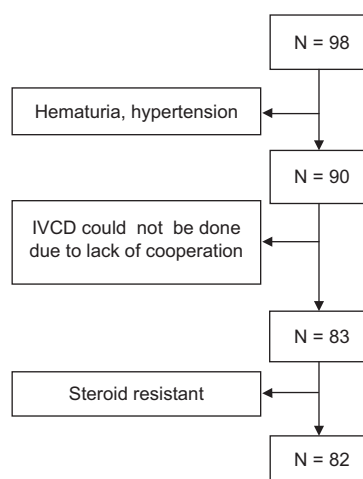 N = 98
Hematuria, hypertension
N = 90
IVCD could not be done
due to lack of cooperation
N = 83
Steroid resistant
N = 82